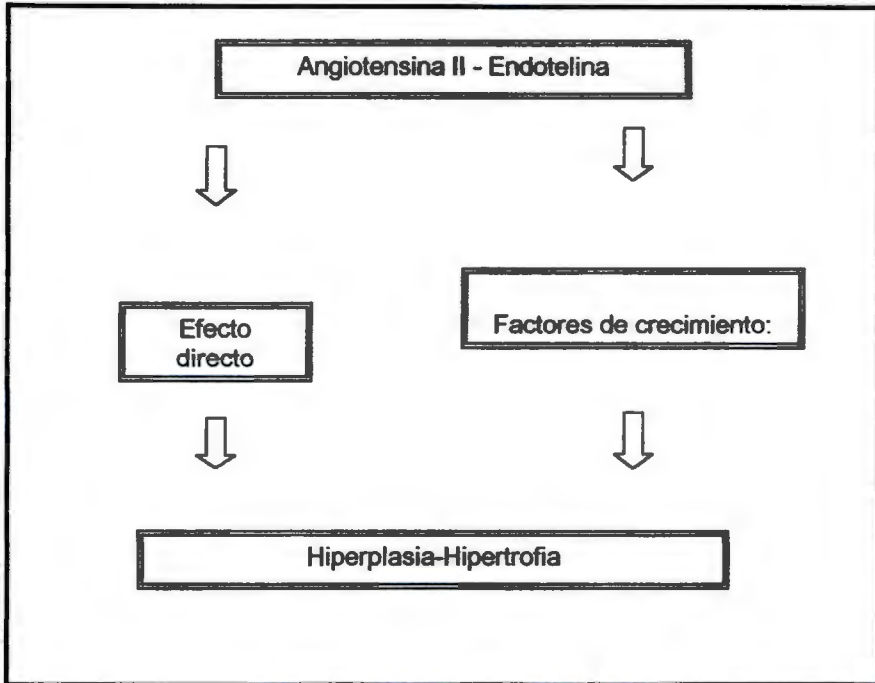 Angiotensina II - Endotelina
Efecto
directo
Factores de crecimiento:
Hiperplasia-Hipertrofia